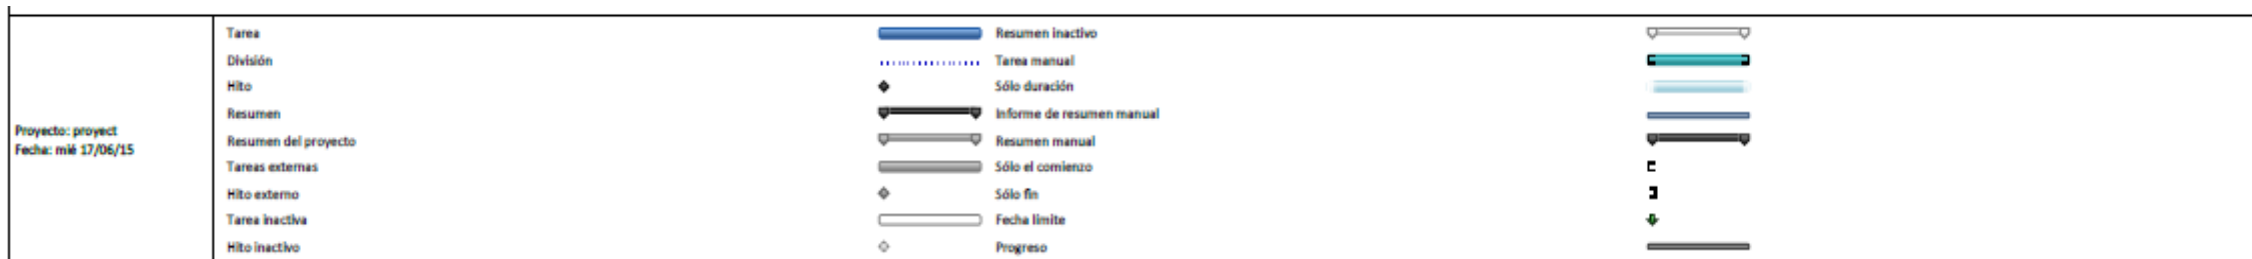 Proyecto: proyect
Fecha: mié 17/06/15
Tarea
División
Hito
Resumen
Resumen del proyecto
Tareas externas
Hito externo
Tarea inactiva
Hito inactivo
Resumen inactivo
Tarea manual
Sólo duración
Informe de resumen manual
Resumen manual
Sólo el comienzo
Sólo fin
Fecha límite
Progreso